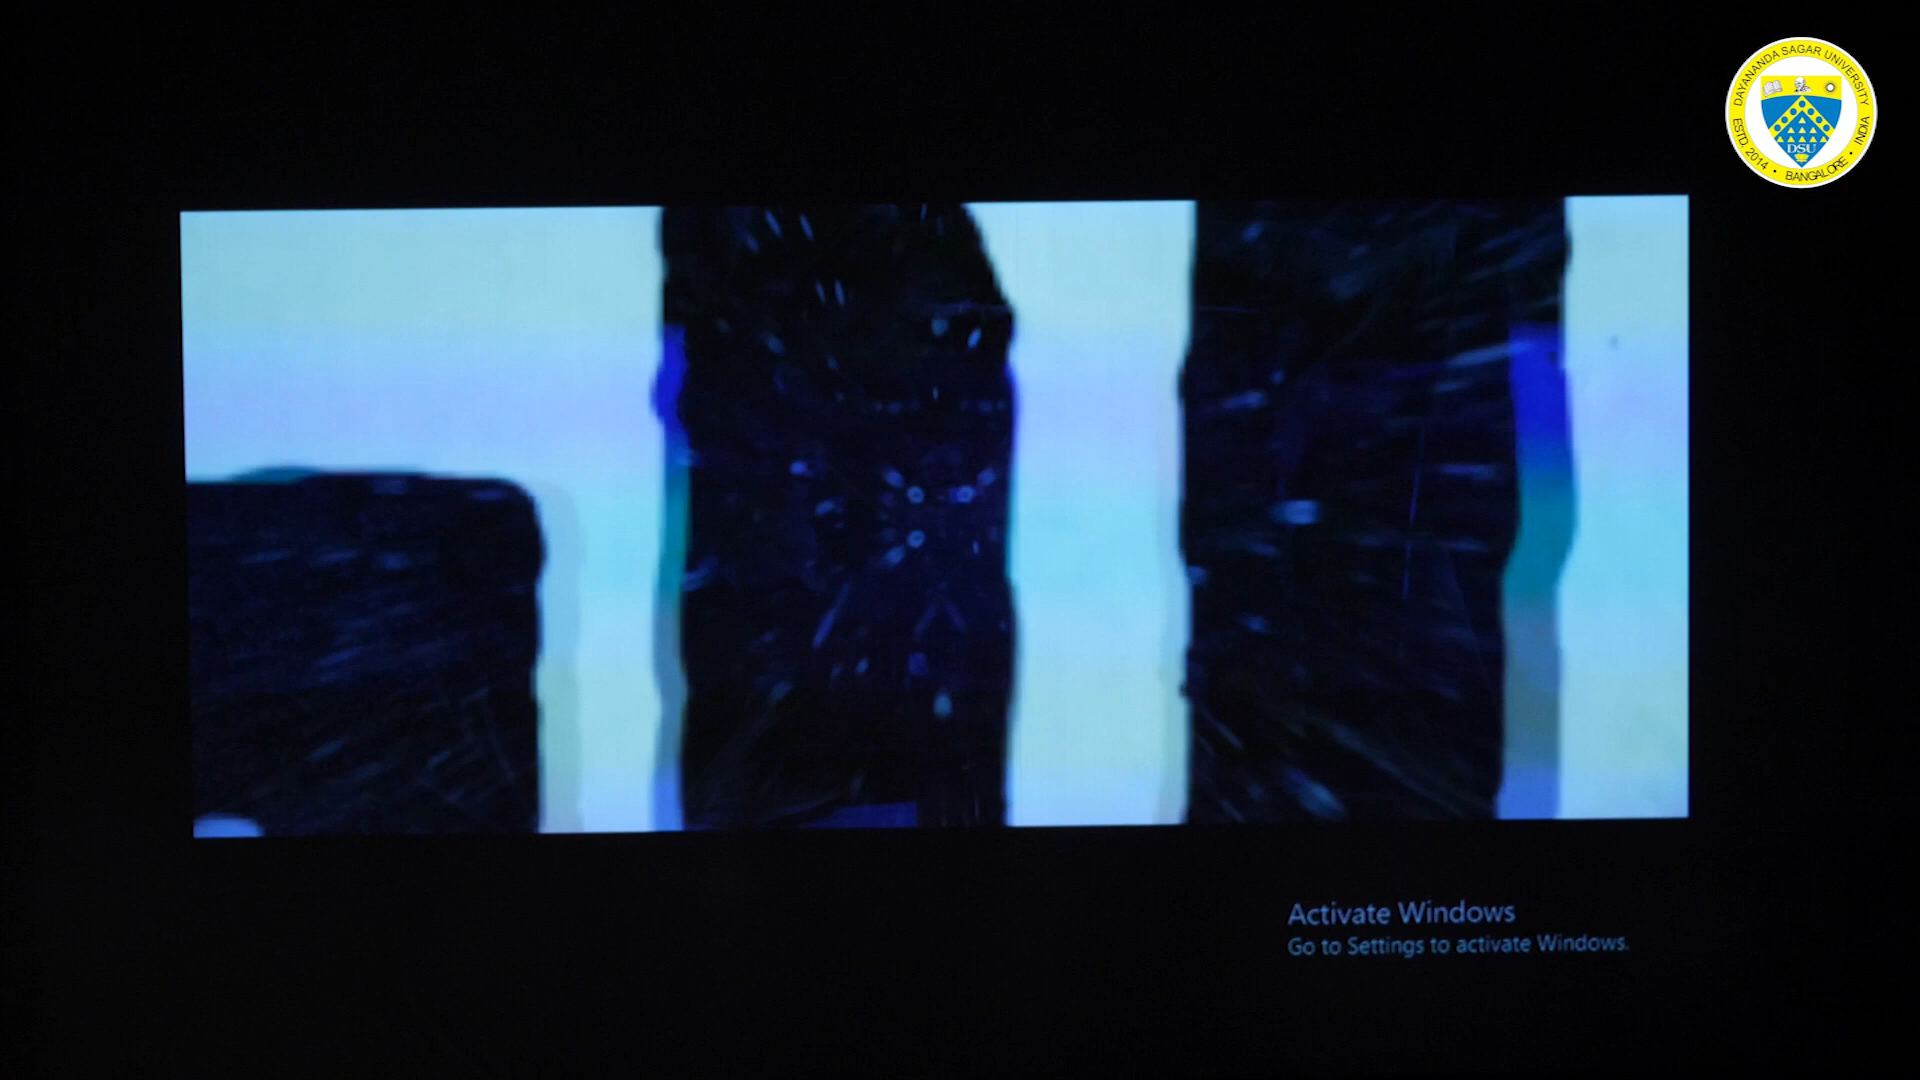 DAYANANDA SAGAR UNIVERSITY
ESTD. 2014 • BANGALORE • INDIA
DSU
Activate Windows
Go to Settings to activate Windows.